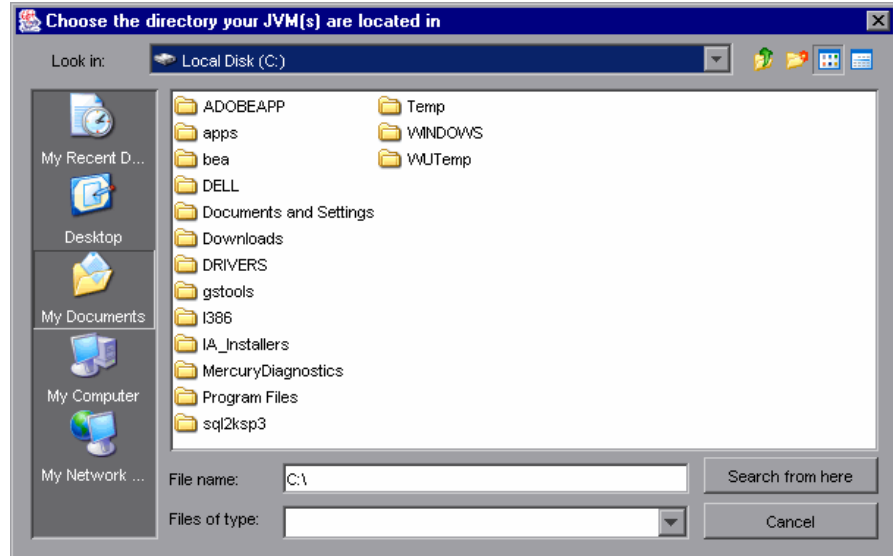 Choose the directory your JVM(s) are located in
Look in:
Local Disk (C:)
My Recent D...
Desktop
My Documents
My Computer
My Network ...
ADOBEAPP
apps
bea
DELL
Documents and Settings
Downloads
DRIVERS
gstools
I386
IA_Installers
MercuryDiagnostics
Program Files
sql2ksp3
Temp
WINDOWS
WUTemp
File name:
C:\
Search from here
Files of type:
Cancel